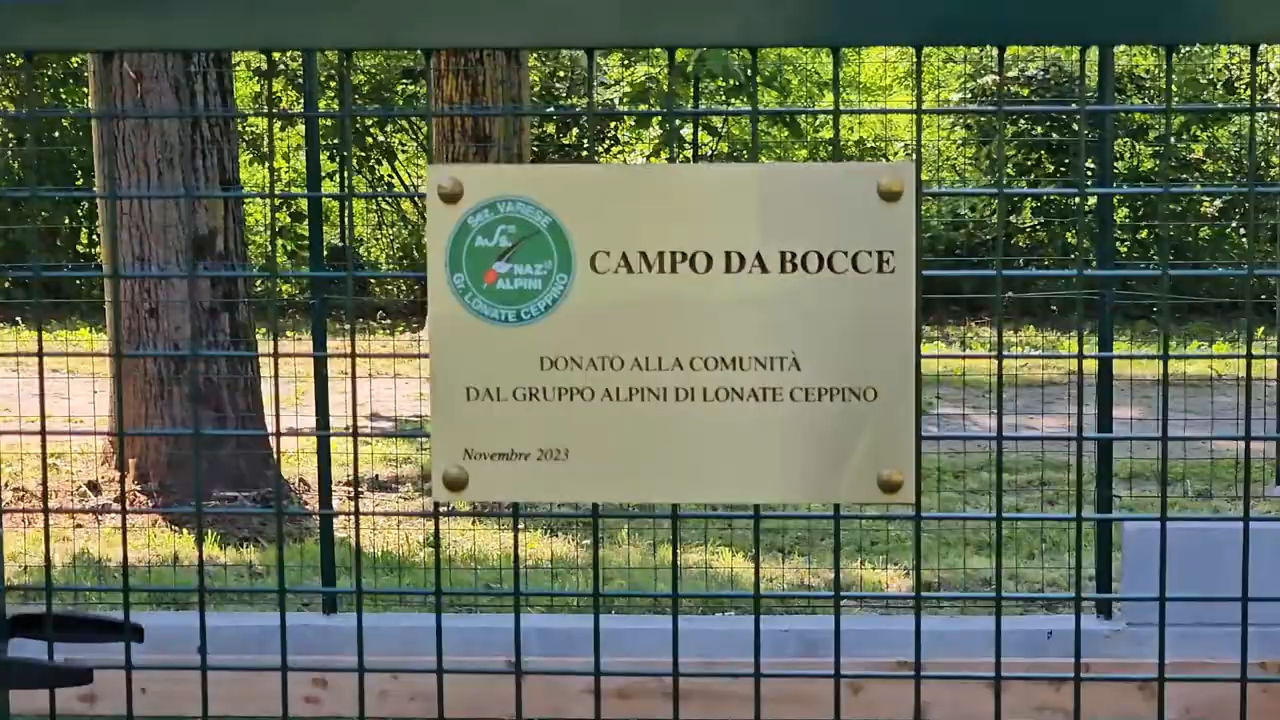 Sez. VARESE
NAZ.LE
ALPINI
Gr. LONATE CEPPINO
CAMPO DA BOCCE
DONATO ALLA COMUNITÀ
DAL GRUPPO ALPINI DI LONATE CEPPINO
Novembre 2023